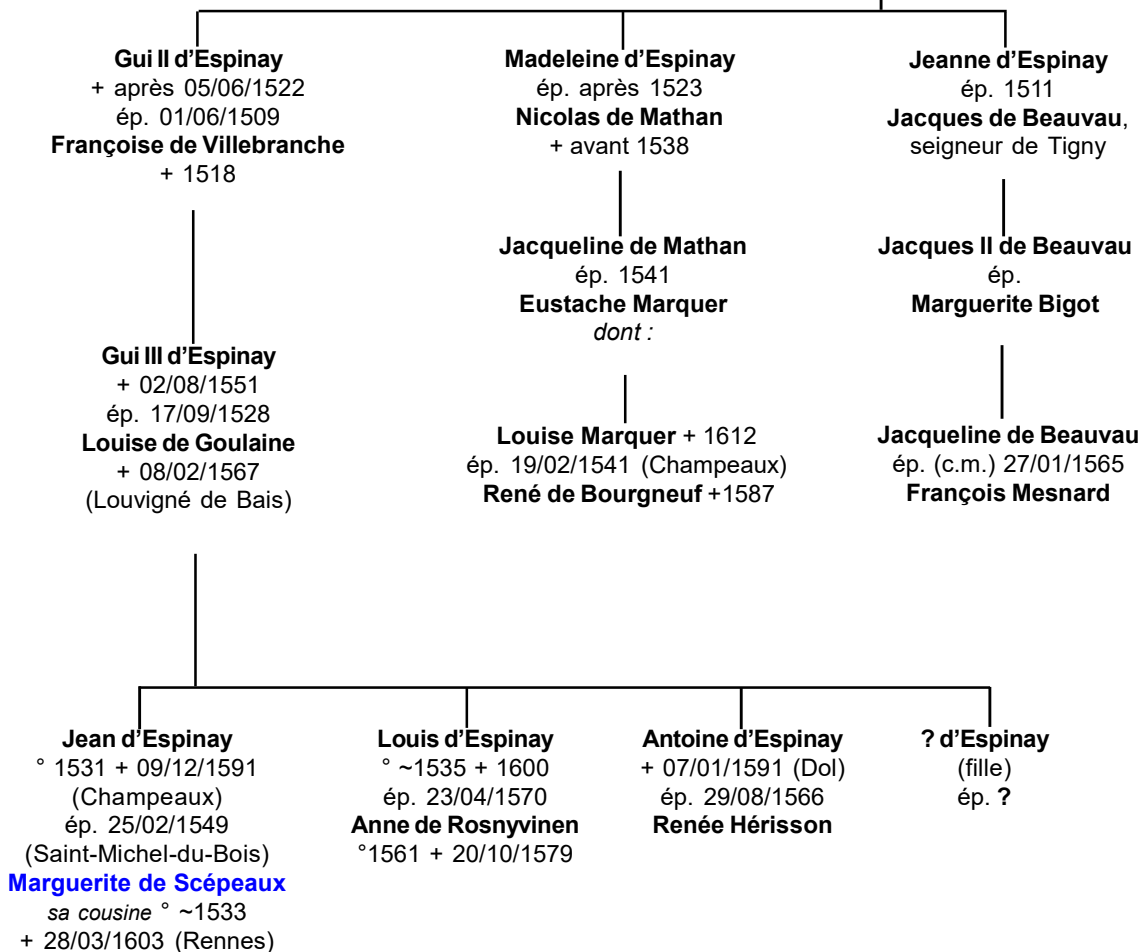 Gui II d'Espinay
+ après 05/06/1522
ép. 01/06/1509
Françoise de Villebranche
+ 1518
Madeleine d'Espinay
ép. après 1523
Nicolas de Mathan
+ avant 1538
Jeanne d'Espinay
ép. 1511
Jacques de Beauvau,
seigneur de Tigny
Jacqueline de Mathan
ép. 1541
Eustache Marquer
dont :
Jacques II de Beauvau
ép.
Marguerite Bigot
Gui III d'Espinay
+ 02/08/1551
ép. 17/09/1528
Louise de Goulaine
+ 08/02/1567
(Louvigné de Bais)
Louise Marquer + 1612
ép. 19/02/1541 (Champeaux)
René de Bourgneuf +1587
Jacqueline de Beauvau
ép. (c.m.) 27/01/1565
François Mesnard
Jean d'Espinay
° 1531 + 09/12/1591
(Champeaux)
ép. 25/02/1549
(Saint-Michel-du-Bois)
Marguerite de Scépeaux
sa cousine ° ~1533
+ 28/03/1603 (Rennes)
Louis d'Espinay
° ~1535 + 1600
ép. 23/04/1570
Anne de Rosnyvinen
°1561 + 20/10/1579
Antoine d'Espinay
+ 07/01/1591 (Dol)
ép. 29/08/1566
Renée Hérisson
? d'Espinay
(fille)
ép. ?